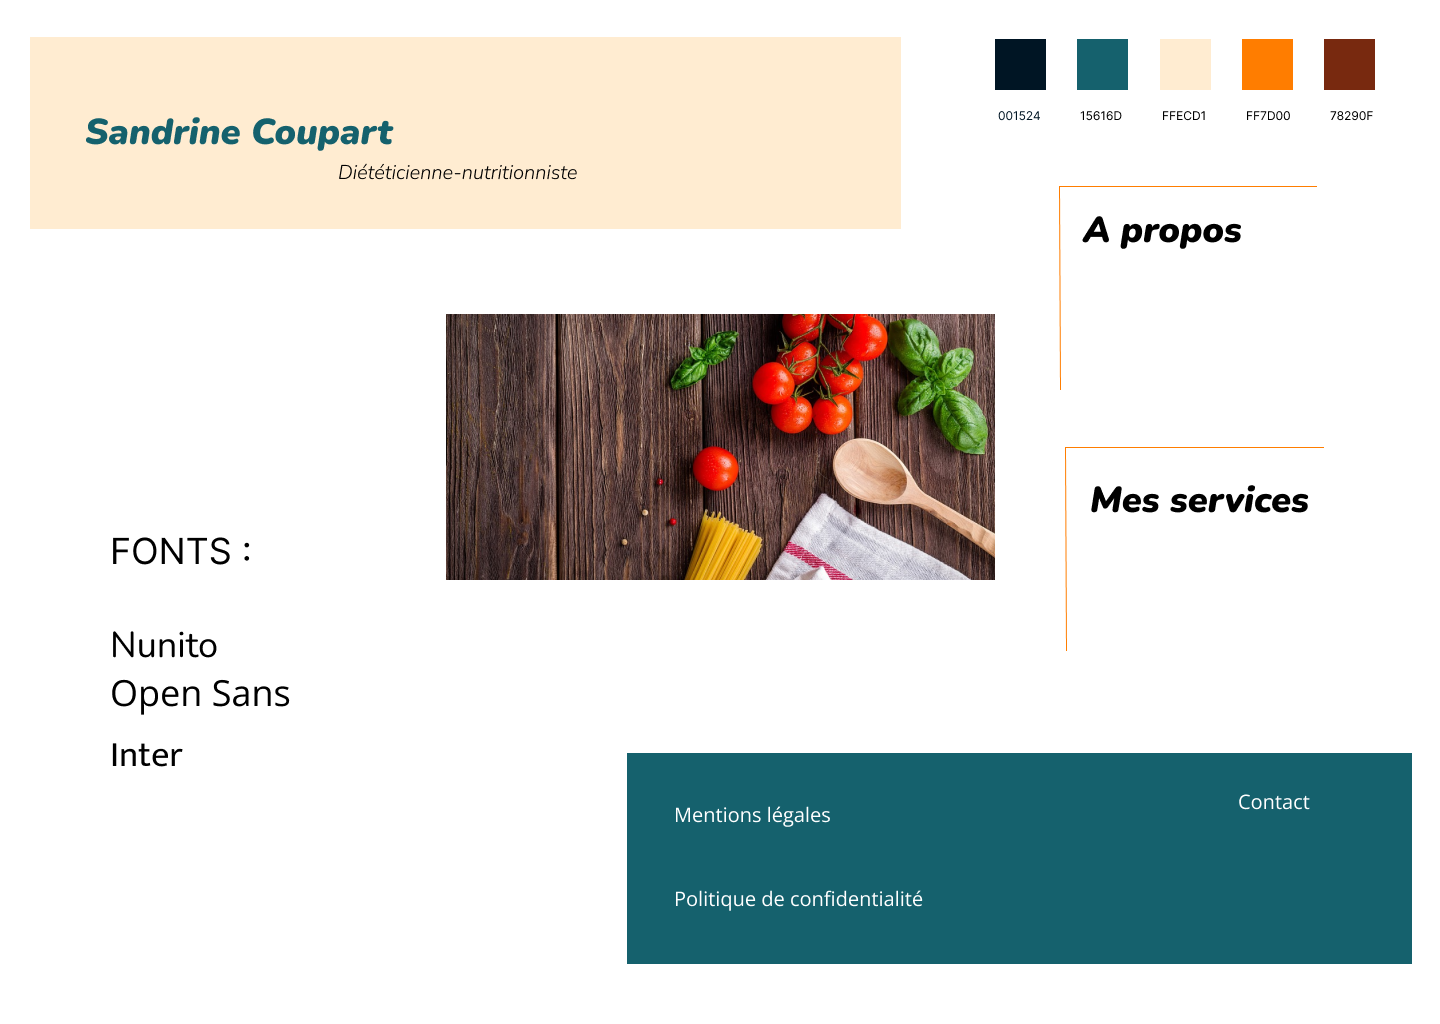 Sandrine Coupart
Diététicienne-nutritionniste
001524
15616D
FFECD1
FF7D00
78290F
A propos
Mes services
FONTS :
Nunito
Open Sans
Inter
Mentions légales
Contact
Politique de confidentialité